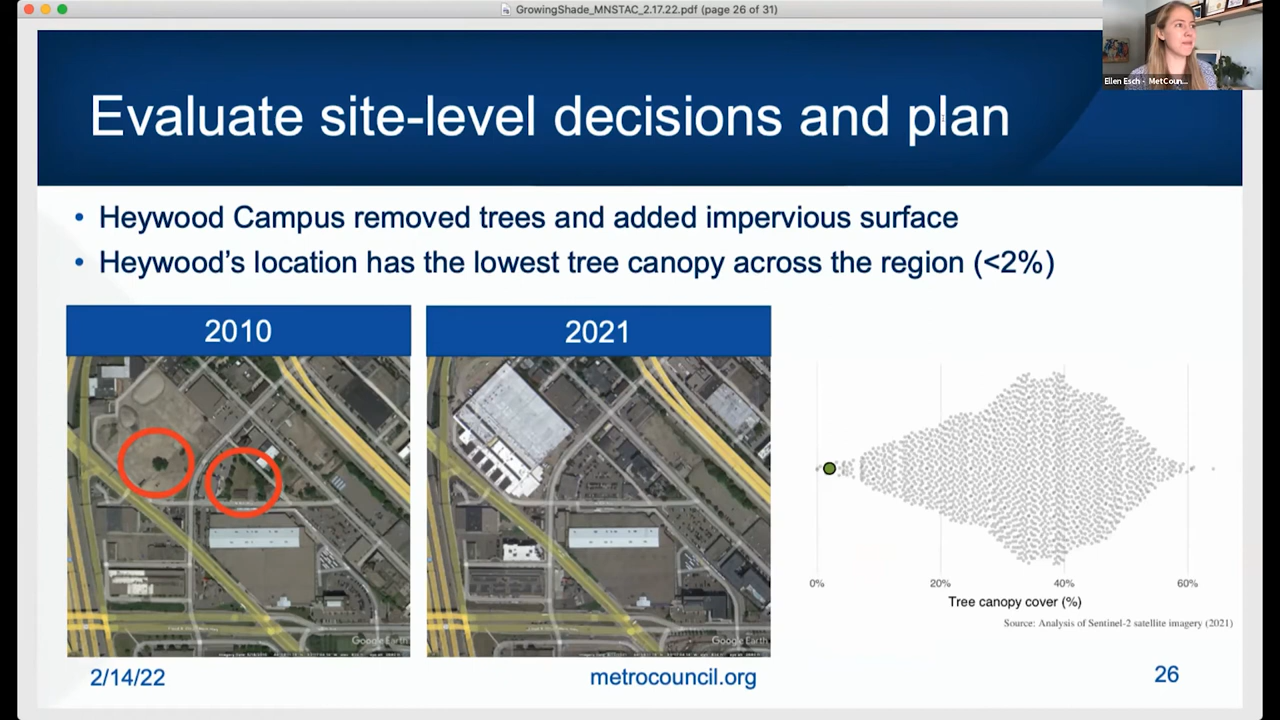 GrowingShade_MNSTAC_2.17.22.pdf (page 26 of 31)
Ellen Esch - MetCoun...
Evaluate site-level decisions and plan
• Heywood Campus removed trees and added impervious surface
• Heywood's location has the lowest tree canopy across the region (<2%)
2010
2021
Google Earth
Google Earth
0%
20%
40%
60%
Tree canopy cover (%)
Source: Analysis of Sentinel-2 satellite imagery (2021)
2/14/22
metrocouncil.org
26